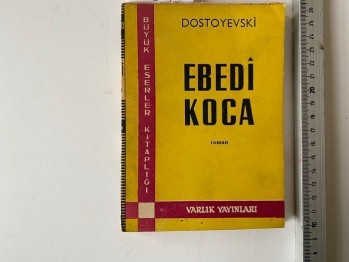 DOSTOYEVSKİ
EBEDÎ
KOCA
roman
VARLIK YAYINLARI
BÜYÜK ESERLER KİTAPLIĞI